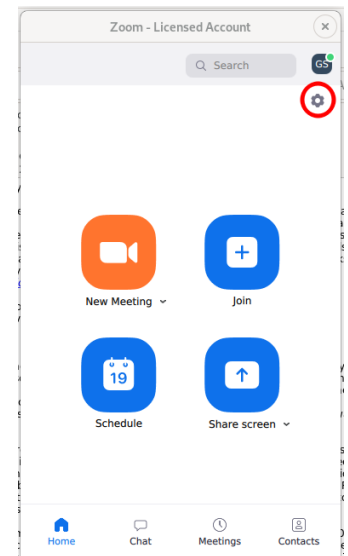 Zoom - Licensed Account
Search
GS
New Meeting
Join
19
Schedule
Share screen
Home
Chat
Meetings
Contacts